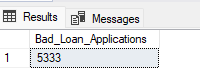 Results Messages
Bad_Loan_Applications
1 5333